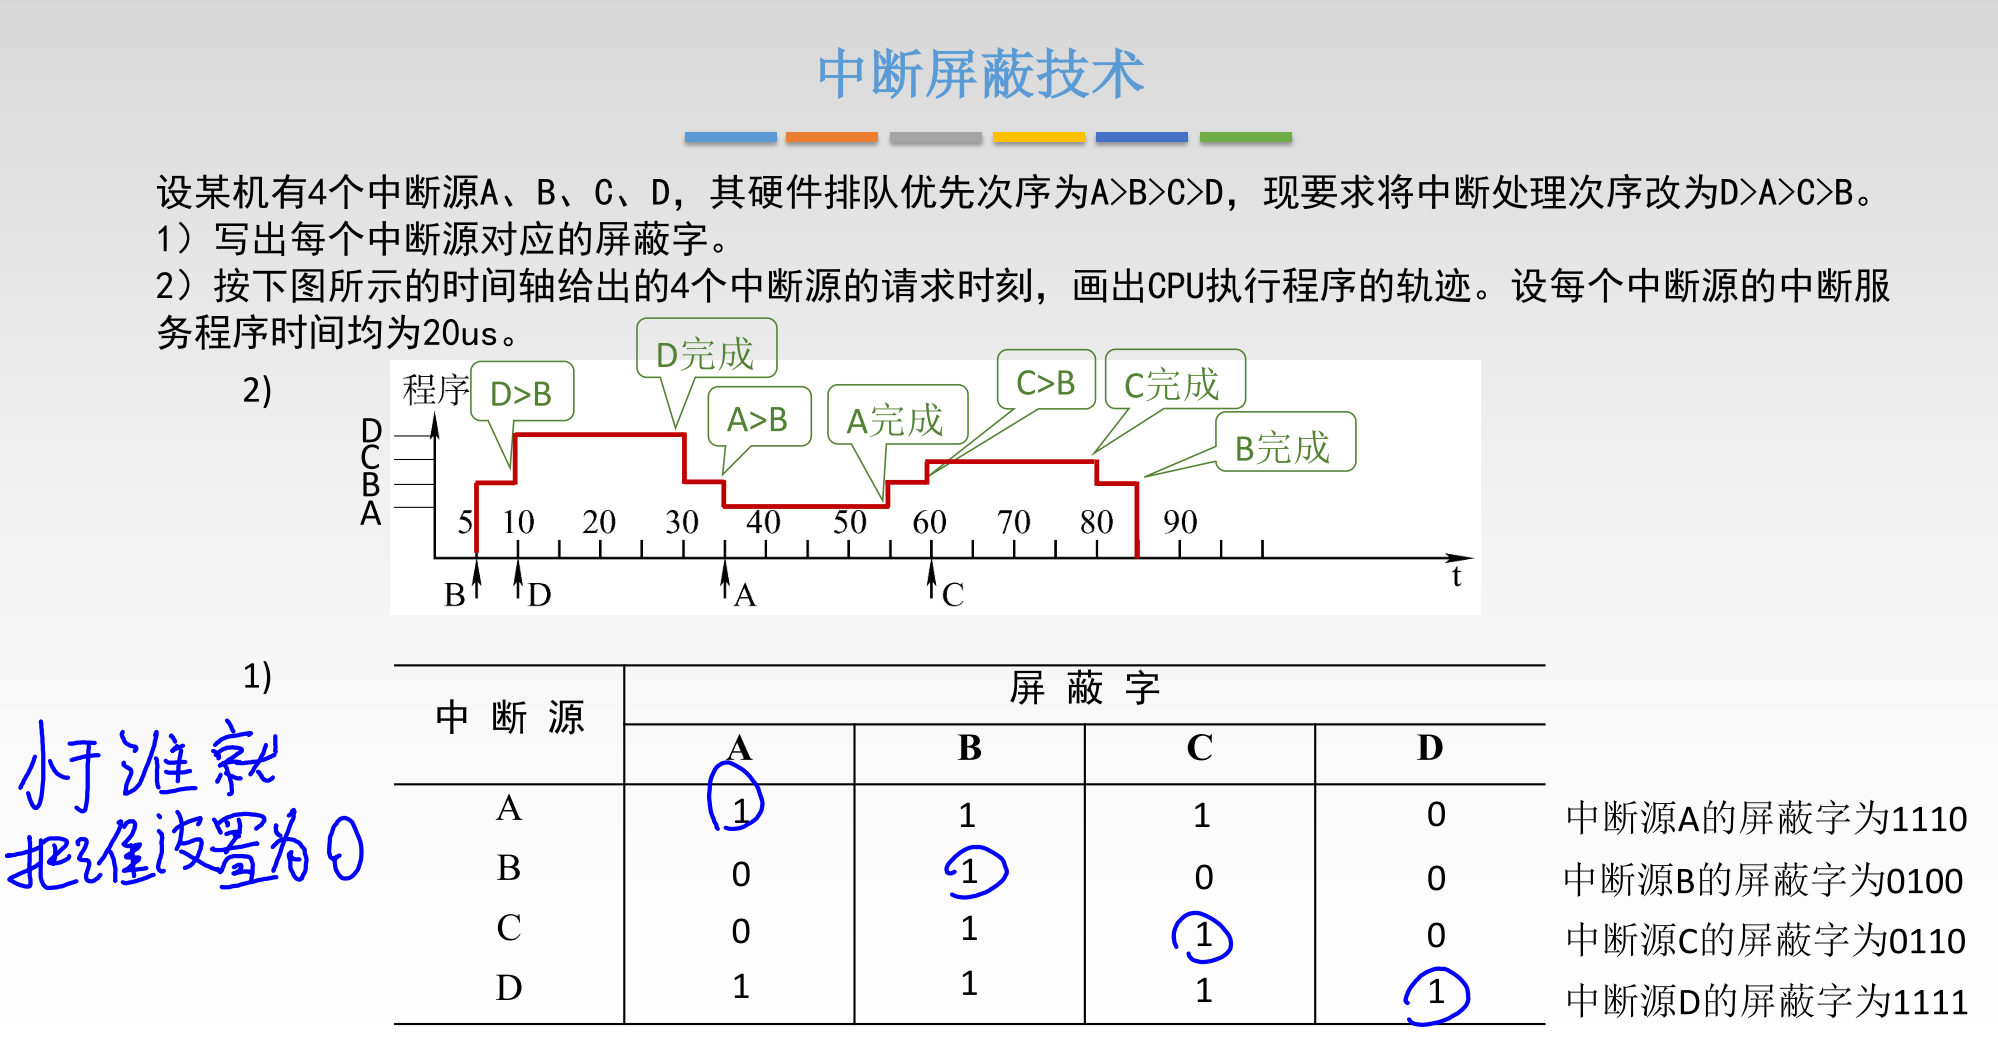 中断屏蔽技术
设某机有4个中断源A、B、C、D，其硬件排队优先次序为A>B>C>D，现要求将中断处理次序改为D>A>C>B。
1）写出每个中断源对应的屏蔽字。
2）按下图所示的时间轴给出的4个中断源的请求时刻，画出CPU执行程序的轨迹。设每个中断源的中断服
务程序时间均为20us。
2)
程序
D>B
D完成
A>B
A完成
C>B
C完成
B完成
D
C
B
A
5 10 20 30 40 50 60 70 80 90
t
B D A C
1)
中 断 源 屏 蔽 字
A B C D
A 1 1 1 0 中断源A的屏蔽字为1110
B 0 1 0 0 中断源B的屏蔽字为0100
C 0 1 1 0 中断源C的屏蔽字为0110
D 1 1 1 1 中断源D的屏蔽字为1111
小于谁就
把谁设置为0